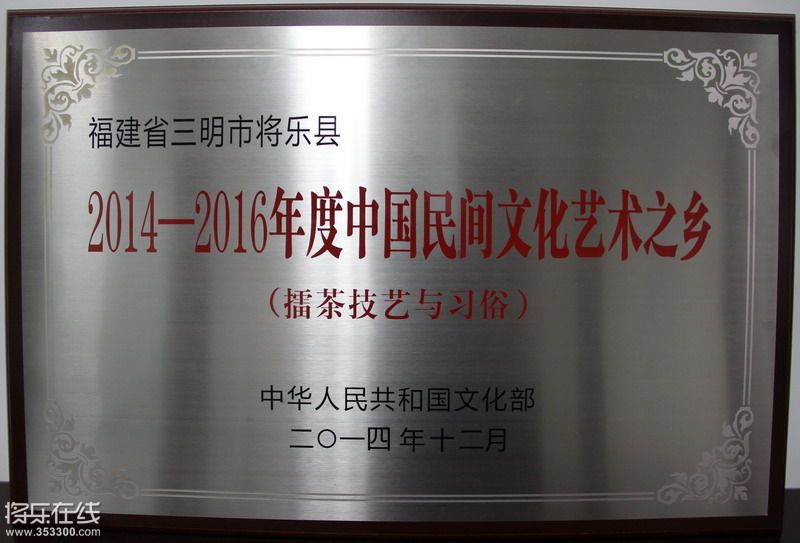 福建省三明市将乐县
2014—2016年度中国民间文化艺术之乡
（擂茶技艺与习俗）
中华人民共和国文化部
二〇一四年十二月
将乐在线
www.353300.com